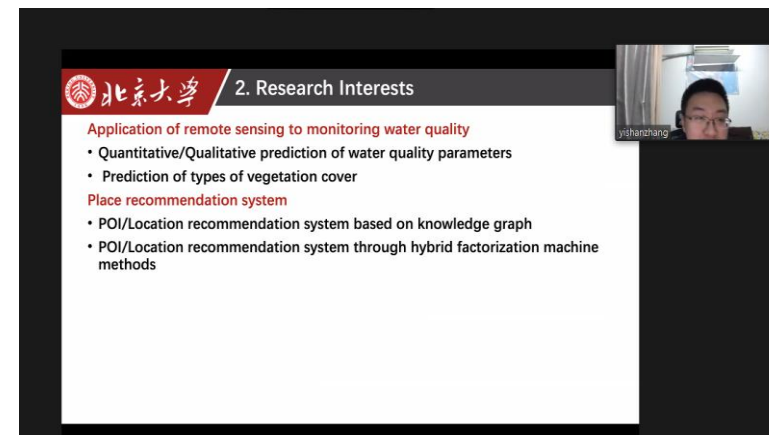 北京大学
2. Research Interests
yishanzhang
Application of remote sensing to monitoring water quality
• Quantitative/Qualitative prediction of water quality parameters
• Prediction of types of vegetation cover
Place recommendation system
• POI/Location recommendation system based on knowledge graph
• POI/Location recommendation system through hybrid factorization machine
methods